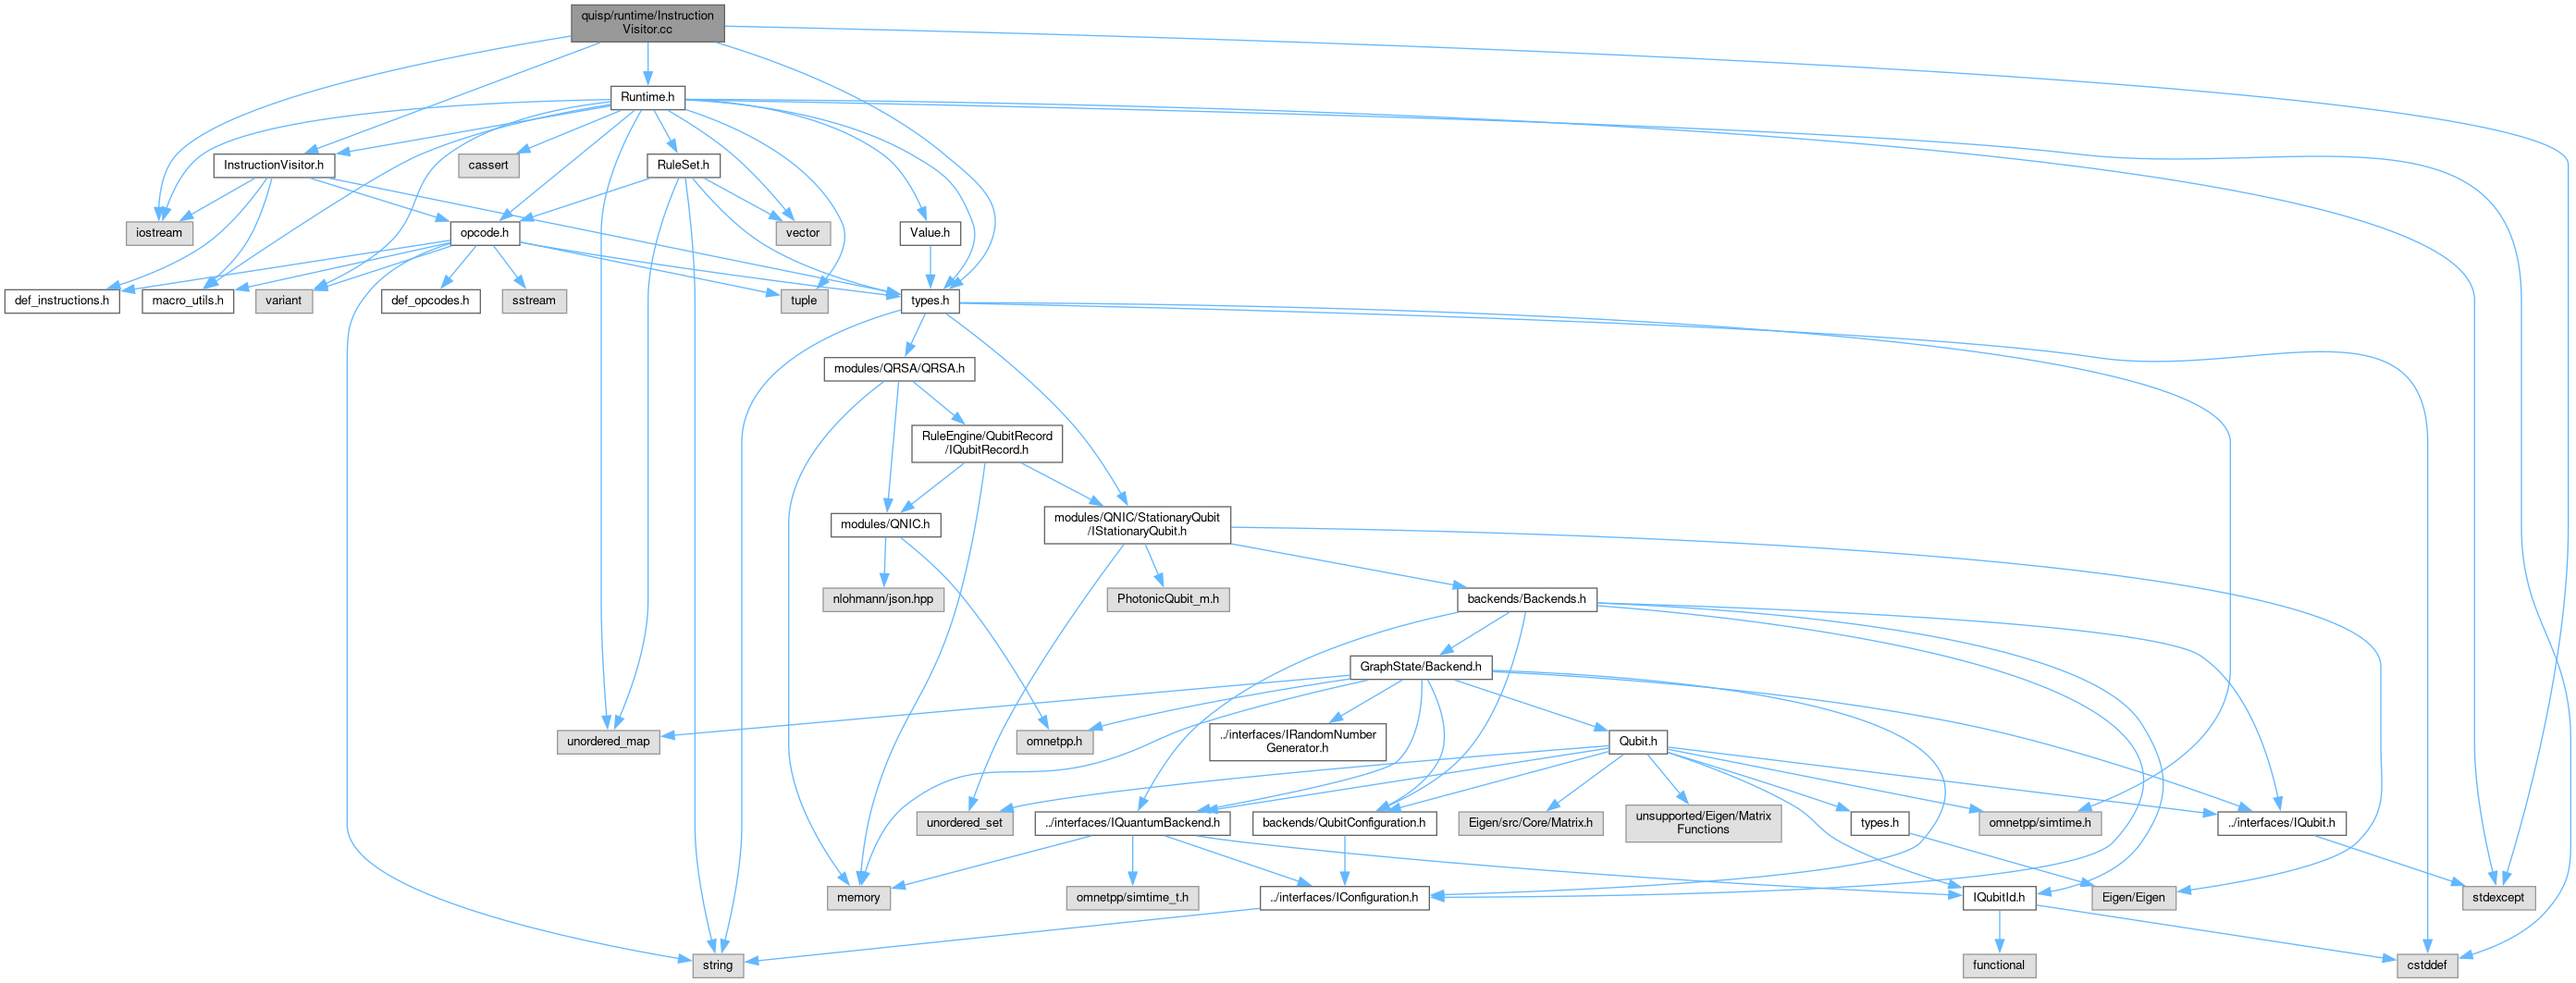 quisp/runtime/Instruction
Visitor.cc
Runtime.h
InstructionVisitor.h
cassert
RuleSet.h
iostream
opcode.h
vector
Value.h
def_instructions.h
macro_utils.h
variant
def_opcodes.h
sstream
tuple
types.h
modules/QRSA/QRSA.h
RuleEngine/QubitRecord
/IQubitRecord.h
modules/QNIC.h
modules/QNIC/StationaryQubit
/IStationaryQubit.h
nlohmann/json.hpp
PhotonicQubit_m.h
backends/Backends.h
GraphState/Backend.h
unordered_map
omnetpp.h
../interfaces/IRandomNumber
Generator.h
Qubit.h
unordered_set
../interfaces/IQuantumBackend.h
backends/QubitConfiguration.h
Eigen/src/Core/Matrix.h
unsupported/Eigen/Matrix
Functions
types.h
omnetpp/simtime.h
../interfaces/IQubit.h
memory
omnetpp/simtime_t.h
../interfaces/IConfiguration.h
IQubitId.h
Eigen/Eigen
stdexcept
string
functional
cstddef